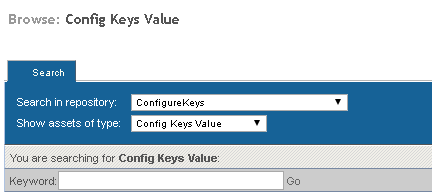 Browse: Config Keys Value
Search
Search in repository: ConfigureKeys
Show assets of type: Config Keys Value
You are searching for Config Keys Value:
Keyword: Go